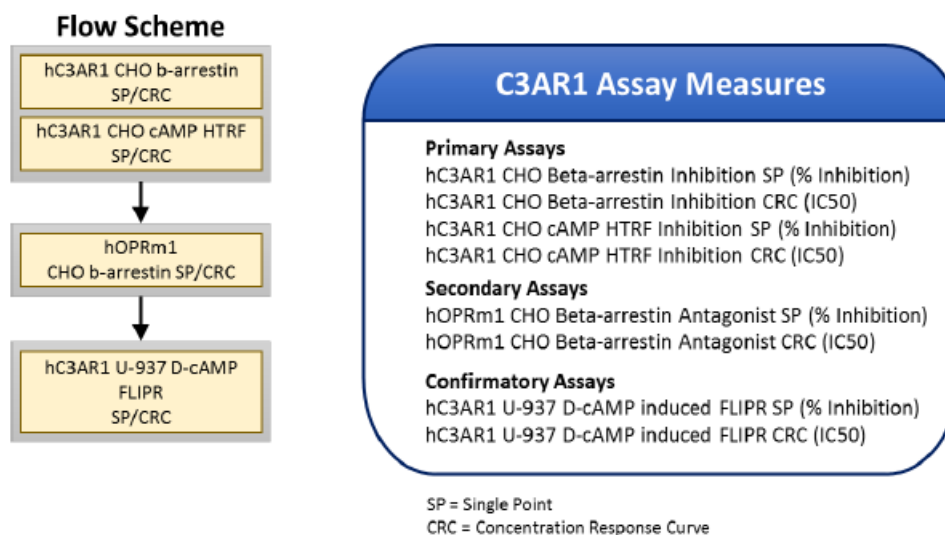 Flow Scheme
hC3AR1 CHO b-arrestin
SP/CRC
hC3AR1 CHO cAMP HTRF
SP/CRC
hOPRm1
CHO b-arrestin SP/CRC
hC3AR1 U-937 D-cAMP
FLIPR
SP/CRC
C3AR1 Assay Measures
Primary Assays
hC3AR1 CHO Beta-arrestin Inhibition SP (% Inhibition)
hC3AR1 CHO Beta-arrestin Inhibition CRC (IC50)
hC3AR1 CHO cAMP HTRF Inhibition SP (% Inhibition)
hC3AR1 CHO cAMP HTRF Inhibition CRC (IC50)
Secondary Assays
hOPRm1 CHO Beta-arrestin Antagonist SP (% Inhibition)
hOPRm1 CHO Beta-arrestin Antagonist CRC (IC50)
Confirmatory Assays
hC3AR1 U-937 D-cAMP induced FLIPR SP (% Inhibition)
hC3AR1 U-937 D-cAMP induced FLIPR CRC (IC50)
SP = Single Point
CRC = Concentration Response Curve